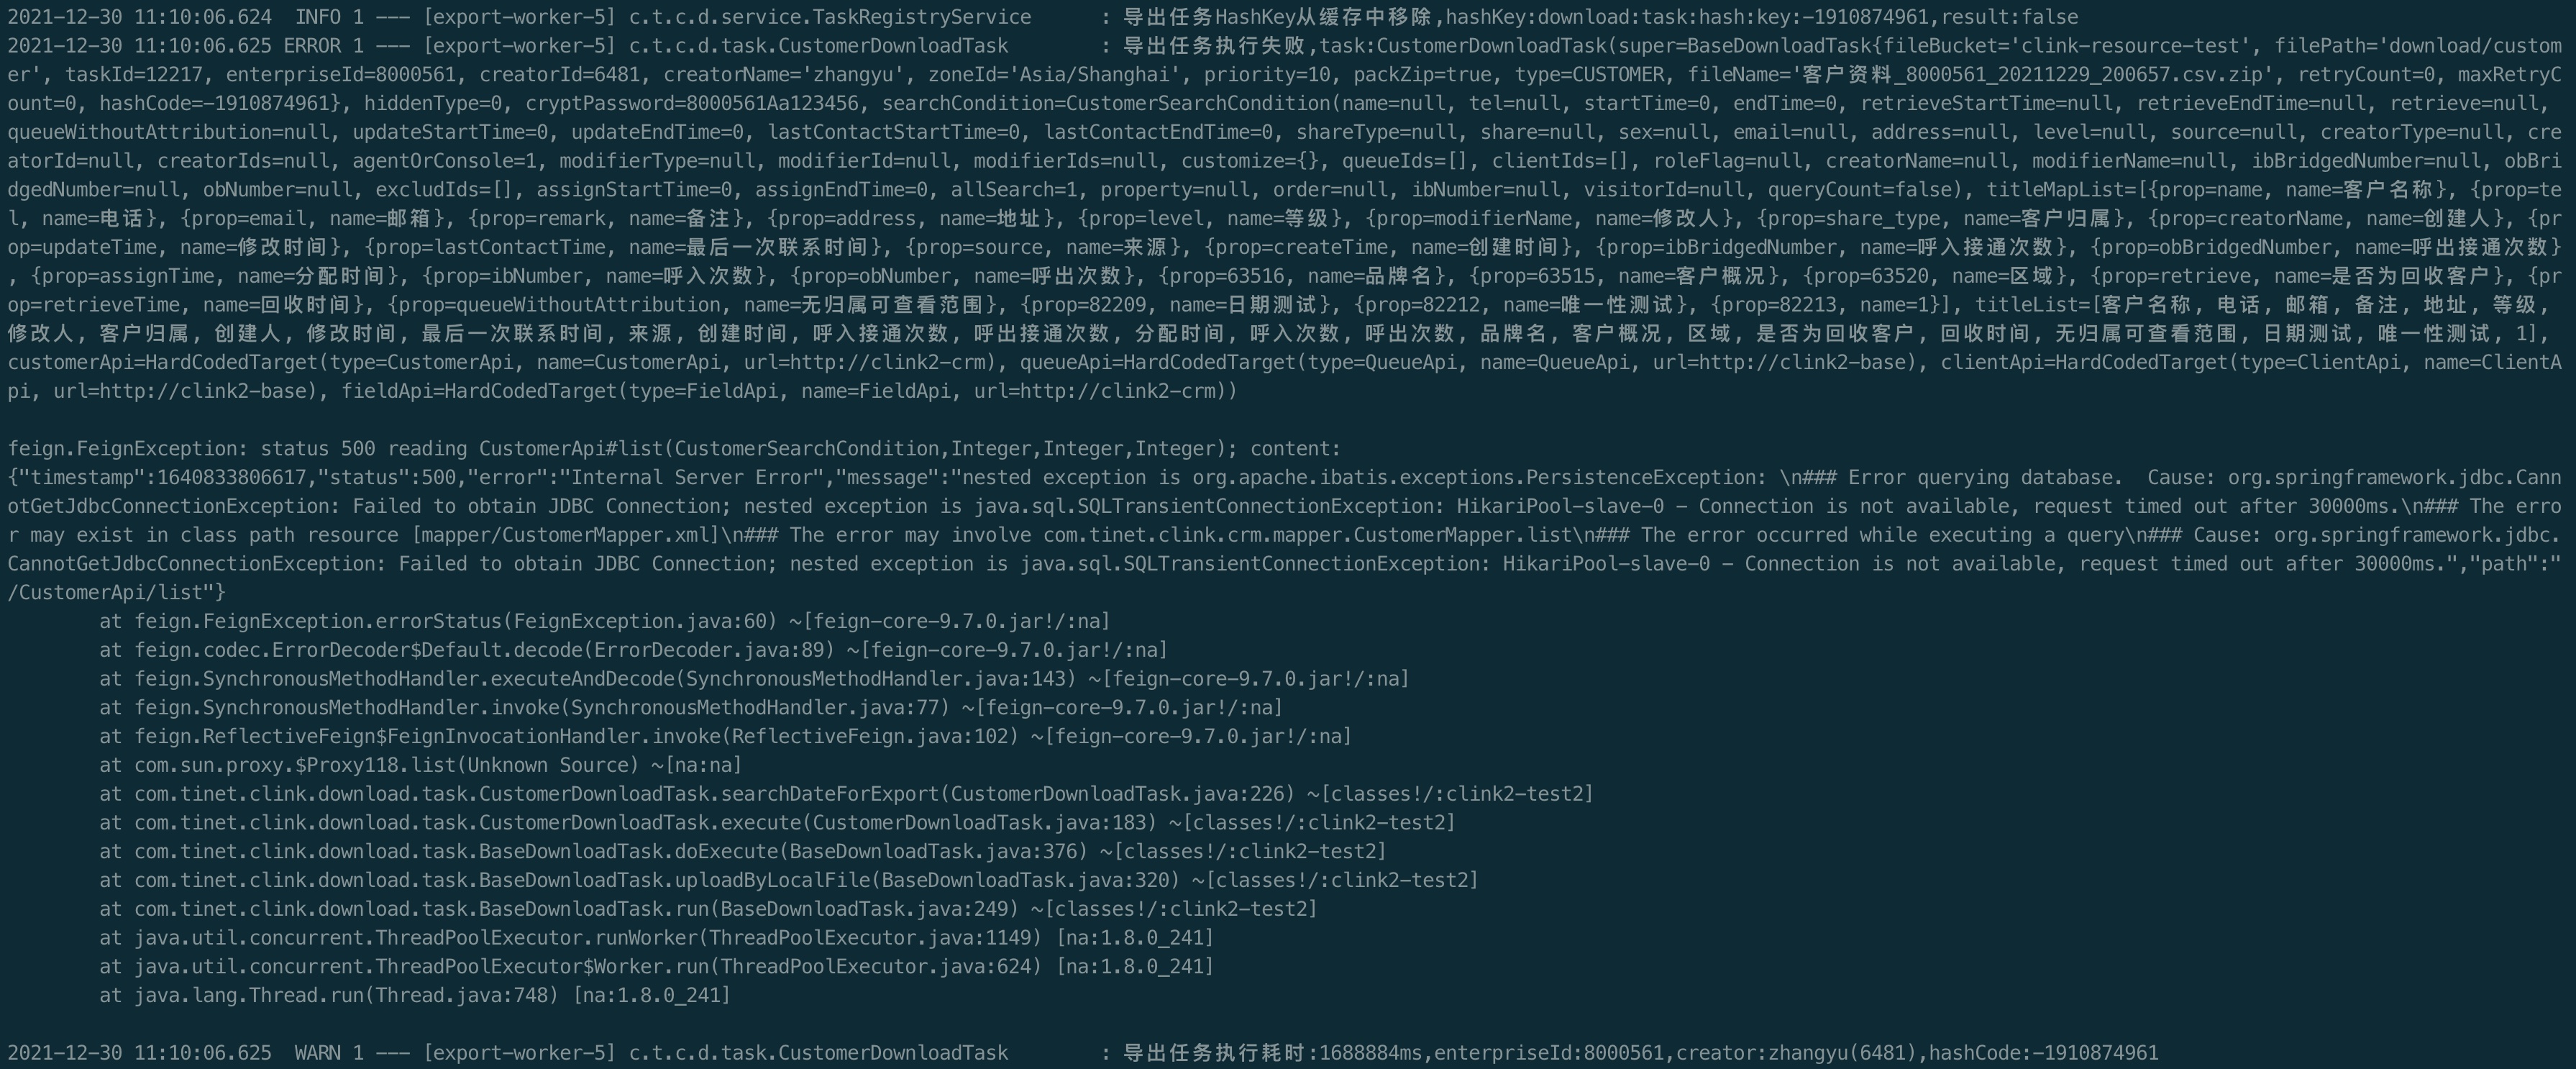 2021-12-30 11:10:06.624  INFO 1 --- [export-worker-5] c.t.c.d.service.TaskRegistryService      : 导出任务HashKey从缓存中移除,hashKey:download:task:hash:key:-1910874961,result:false
2021-12-30 11:10:06.625 ERROR 1 --- [export-worker-5] c.t.c.d.task.CustomerDownloadTask        : 导出任务执行失败,task:CustomerDownloadTask(super=BaseDownloadTask{fileBucket='clink-resource-test', filePath='download/custom
er', taskId=12217, enterpriseId=8000561, creatorId=6481, creatorName='zhangyu', zoneId='Asia/Shanghai', priority=10, packZip=true, type=CUSTOMER, fileName='客户资料_8000561_20211229_200657.csv.zip', retryCount=0, maxRetryC
ount=0, hashCode=-1910874961}, hiddenType=0, cryptPassword=8000561Aa123456, searchCondition=CustomerSearchCondition(name=null, tel=null, startTime=0, endTime=0, retrieveStartTime=null, retrieveEndTime=null, retrieve=null,
queueWithoutAttribution=null, updateStartTime=0, updateEndTime=0, lastContactStartTime=0, lastContactEndTime=0, shareType=null, share=null, sex=null, email=null, address=null, level=null, source=null, creatorType=null, cre
atorId=null, creatorIds=null, agentOrConsole=1, modifierType=null, modifierId=null, modifierIds=null, customize={}, queueIds=[], clientIds=[], roleFlag=null, creatorName=null, modifierName=null, ibBridgedNumber=null, obBri
dgedNumber=null, obNumber=null, excludIds=[], assignStartTime=0, assignEndTime=0, allSearch=1, property=null, order=null, ibNumber=null, visitorId=null, queryCount=false), titleMapList=[{prop=name, name=客户名称}, {prop=te
l, name=电话}, {prop=email, name=邮箱}, {prop=remark, name=备注}, {prop=address, name=地址}, {prop=level, name=等级}, {prop=modifierName, name=修改人}, {prop=share_type, name=客户归属}, {prop=creatorName, name=创建人}, {pr
op=updateTime, name=修改时间}, {prop=lastContactTime, name=最后一次联系时间}, {prop=source, name=来源}, {prop=createTime, name=创建时间}, {prop=ibBridgedNumber, name=呼入接通次数}, {prop=obBridgedNumber, name=呼出接通次数}
, {prop=assignTime, name=分配时间}, {prop=ibNumber, name=呼入次数}, {prop=obNumber, name=呼出次数}, {prop=63516, name=品牌名}, {prop=63515, name=客户概况}, {prop=63520, name=区域}, {prop=retrieve, name=是否为回收客户}, {pr
op=retrieveTime, name=回收时间}, {prop=queueWithoutAttribution, name=无归属可查看范围}, {prop=82209, name=日期测试}, {prop=82212, name=唯一性测试}, {prop=82213, name=1}], titleList=[客户名称, 电话, 邮箱, 备注, 地址, 等级,
修改人, 客户归属, 创建人, 修改时间, 最后一次联系时间, 来源, 创建时间, 呼入接通次数, 呼出接通次数, 分配时间, 呼入次数, 呼出次数, 品牌名, 客户概况, 区域, 是否为回收客户, 回收时间, 无归属可查看范围, 日期测试, 唯一性测试, 1],
customerApi=HardCodedTarget(type=CustomerApi, name=CustomerApi, url=http://clink2-crm), queueApi=HardCodedTarget(type=QueueApi, name=QueueApi, url=http://clink2-base), clientApi=HardCodedTarget(type=ClientApi, name=ClientA
pi, url=http://clink2-base), fieldApi=HardCodedTarget(type=FieldApi, name=FieldApi, url=http://clink2-crm))

feign.FeignException: status 500 reading CustomerApi#list(CustomerSearchCondition,Integer,Integer,Integer); content:
{"timestamp":1640833806617,"status":500,"error":"Internal Server Error","message":"nested exception is org.apache.ibatis.exceptions.PersistenceException: \n### Error querying database.  Cause: org.springframework.jdbc.Cann
otGetJdbcConnectionException: Failed to obtain JDBC Connection; nested exception is java.sql.SQLTransientConnectionException: HikariPool-slave-0 - Connection is not available, request timed out after 30000ms.\n### The erro
r may exist in class path resource [mapper/CustomerMapper.xml]\n### The error may involve com.tinet.clink.crm.mapper.CustomerMapper.list\n### The error occurred while executing a query\n### Cause: org.springframework.jdbc.
CannotGetJdbcConnectionException: Failed to obtain JDBC Connection; nested exception is java.sql.SQLTransientConnectionException: HikariPool-slave-0 - Connection is not available, request timed out after 30000ms.","path":"
/CustomerApi/list"}
        at feign.FeignException.errorStatus(FeignException.java:60) ~[feign-core-9.7.0.jar!/:na]
        at feign.codec.ErrorDecoder$Default.decode(ErrorDecoder.java:89) ~[feign-core-9.7.0.jar!/:na]
        at feign.SynchronousMethodHandler.executeAndDecode(SynchronousMethodHandler.java:143) ~[feign-core-9.7.0.jar!/:na]
        at feign.SynchronousMethodHandler.invoke(SynchronousMethodHandler.java:77) ~[feign-core-9.7.0.jar!/:na]
        at feign.ReflectiveFeign$FeignInvocationHandler.invoke(ReflectiveFeign.java:102) ~[feign-core-9.7.0.jar!/:na]
        at com.sun.proxy.$Proxy118.list(Unknown Source) ~[na:na]
        at com.tinet.clink.download.task.CustomerDownloadTask.searchDateForExport(CustomerDownloadTask.java:226) ~[classes!/:clink2-test2]
        at com.tinet.clink.download.task.CustomerDownloadTask.execute(CustomerDownloadTask.java:183) ~[classes!/:clink2-test2]
        at com.tinet.clink.download.task.BaseDownloadTask.doExecute(BaseDownloadTask.java:376) ~[classes!/:clink2-test2]
        at com.tinet.clink.download.task.BaseDownloadTask.uploadByLocalFile(BaseDownloadTask.java:320) ~[classes!/:clink2-test2]
        at com.tinet.clink.download.task.BaseDownloadTask.run(BaseDownloadTask.java:249) ~[classes!/:clink2-test2]
        at java.util.concurrent.ThreadPoolExecutor.runWorker(ThreadPoolExecutor.java:1149) [na:1.8.0_241]
        at java.util.concurrent.ThreadPoolExecutor$Worker.run(ThreadPoolExecutor.java:624) [na:1.8.0_241]
        at java.lang.Thread.run(Thread.java:748) [na:1.8.0_241]

2021-12-30 11:10:06.625  WARN 1 --- [export-worker-5] c.t.c.d.task.CustomerDownloadTask        : 导出任务执行耗时:1688884ms,enterpriseId:8000561,creator:zhangyu(6481),hashCode:-1910874961